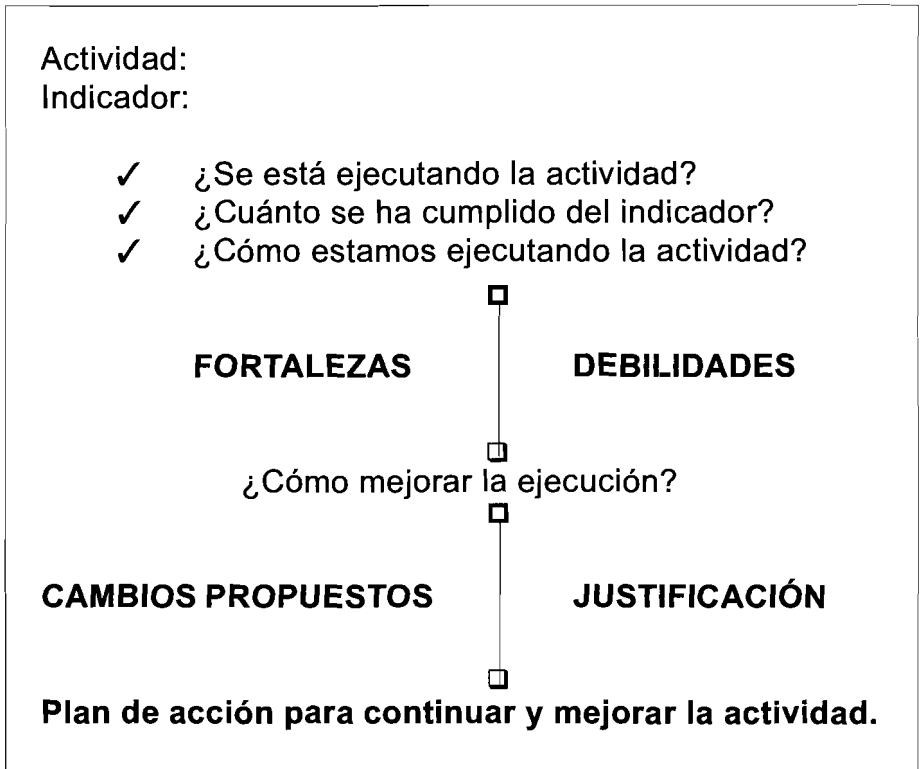 Actividad:
Indicador:
✓ ¿Se está ejecutando la actividad?
✓ ¿Cuánto se ha cumplido del indicador?
✓ ¿Cómo estamos ejecutando la actividad?
FORTALEZAS DEBILIDADES
¿Cómo mejorar la ejecución?
CAMBIOS PROPUESTOS JUSTIFICACIÓN
Plan de acción para continuar y mejorar la actividad.